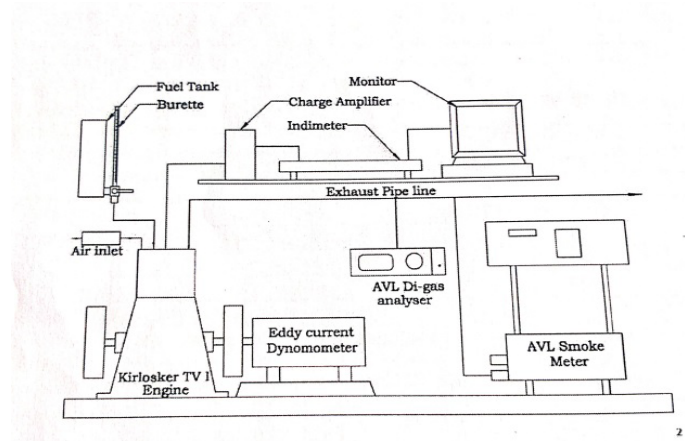 Fuel Tank
Burette
Monitor
Charge Amplifier
Indimeter
Exhaust Pipe line
Air inlet
AVL Di-gas
analyser
Eddy current
Dynomometer
AVL Smoke
Meter
Kirlosker TV I
Engine
2